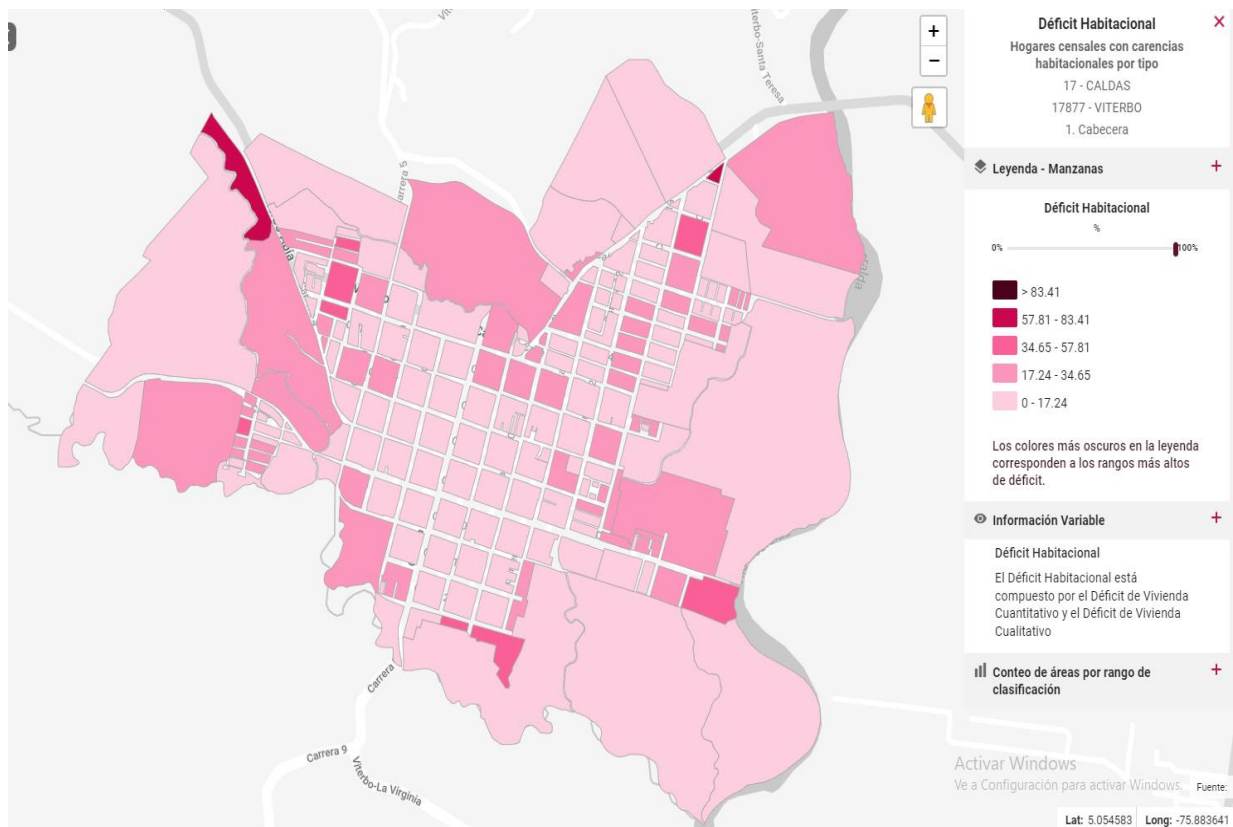 Déficit Habitacional
Hogares censales con carencias
habitacionales por tipo
17 - CALDAS
17877 - VITERBO
1. Cabecera
Leyenda - Manzanas
+
Déficit Habitacional
%
0%
100%
> 83.41
57.81 - 83.41
34.65 - 57.81
17.24 - 34.65
0 - 17.24
Los colores más oscuros en la leyenda
corresponden a los rangos más altos
de déficit.
Información Variable
+
Déficit Habitacional
El Déficit Habitacional está
compuesto por el Déficit de Vivienda
Cuantitativo y el Déficit de Vivienda
Cualitativo
Conteo de áreas por rango de
clasificación
+
Activar Windows
Ve a Configuración para activar Windows.
Fuente:
Lat: 5.054583
Long: -75.883641
+
−
Viterbo-Santa Teresa
Carrera 5
Carrera
Carrera 9
Viterbo-La Virginia